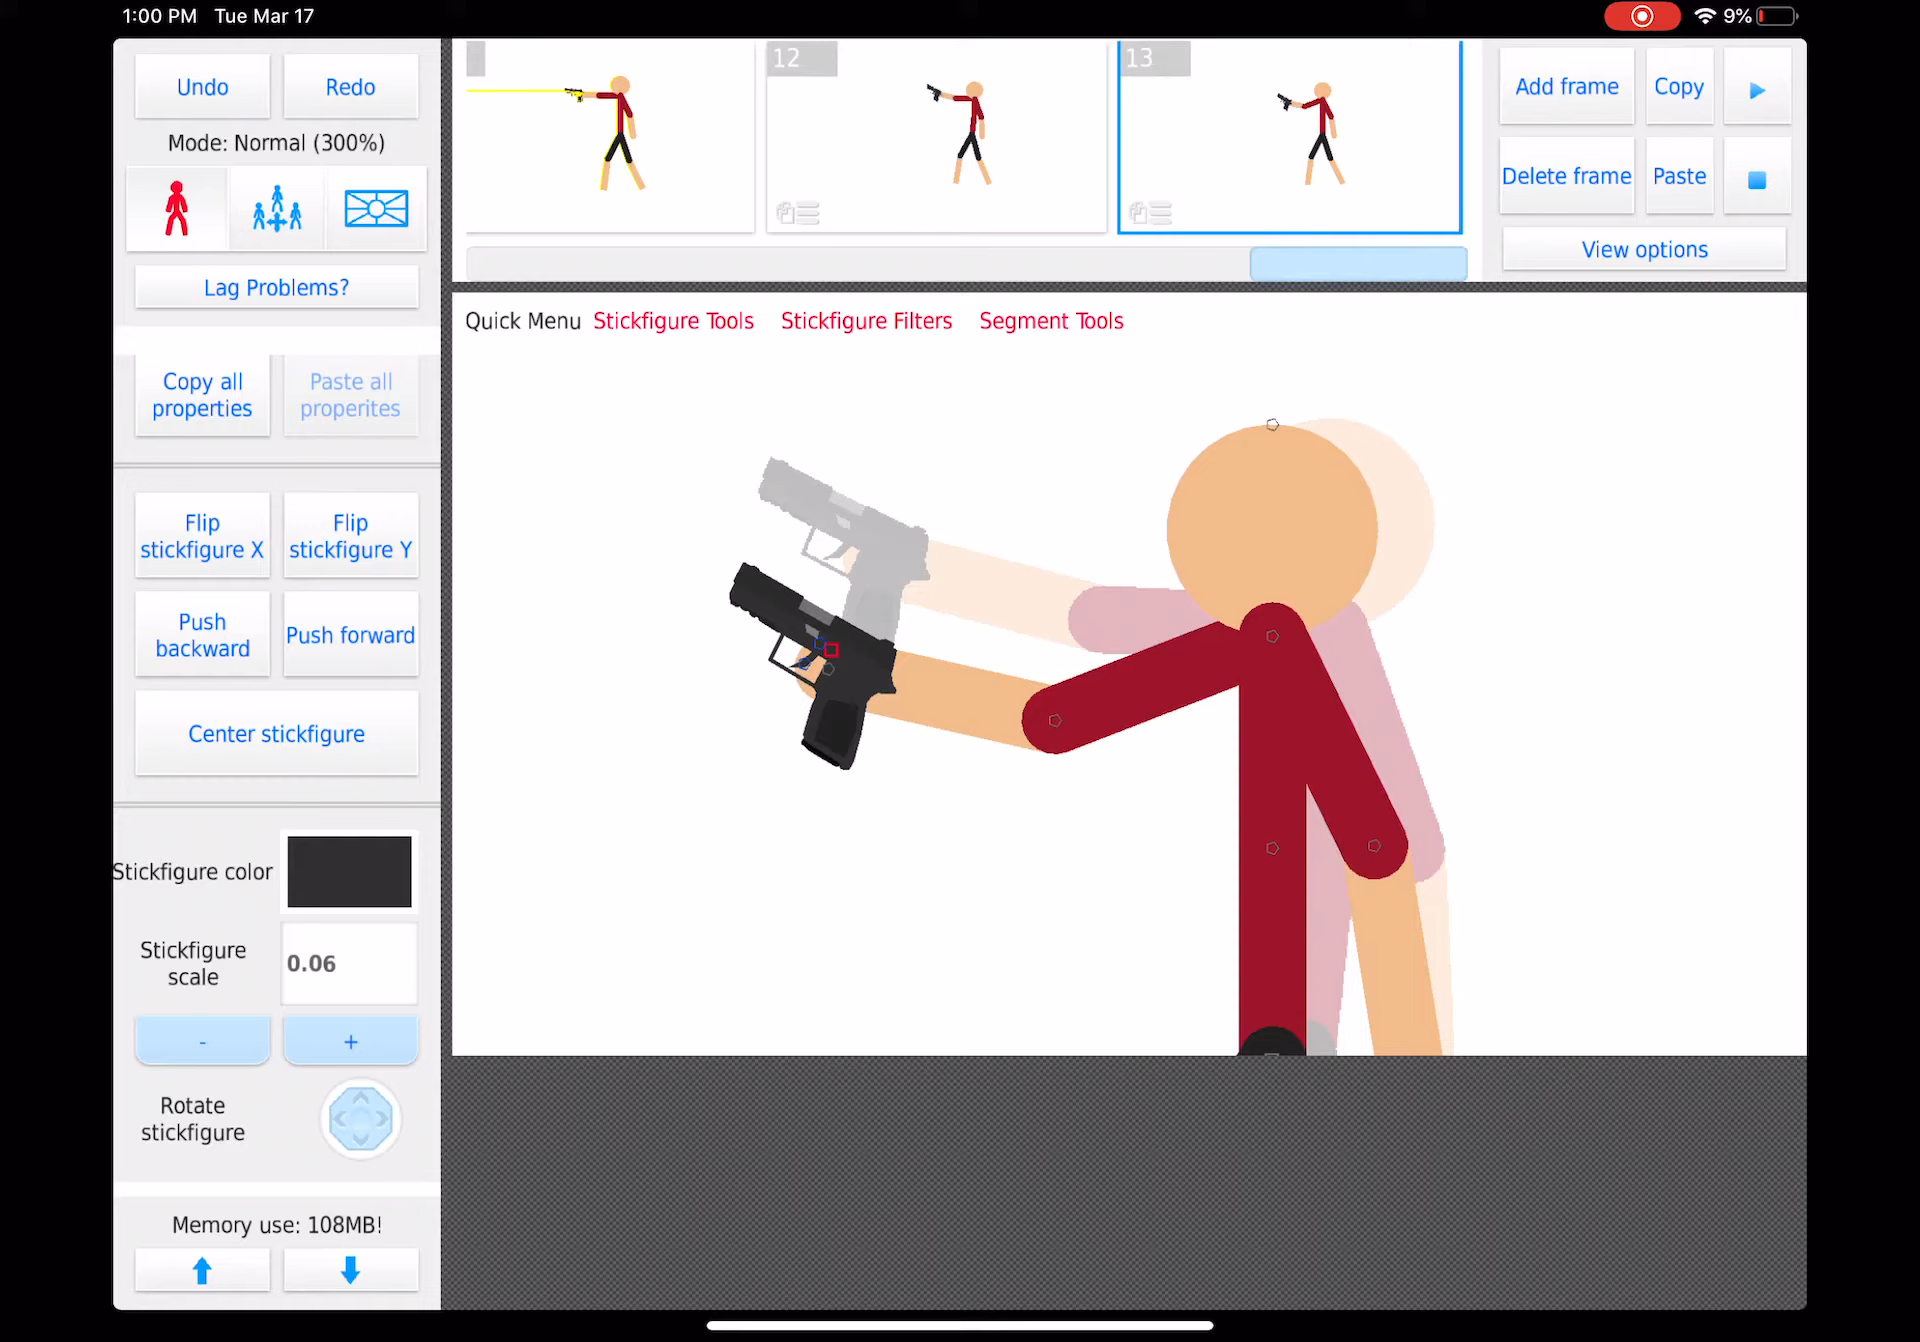 1:00 PM Tue Mar 17
9%
Undo
Redo
Mode: Normal (300%)
Lag Problems?
Copy all
properties
Paste all
properites
Flip
stickfigure X
Flip
stickfigure Y
Push
backward
Push forward
Center stickfigure
Stickfigure color
Stickfigure
scale
0.06
-
+
Rotate
stickfigure
Memory use: 108MB!
12
13
Add frame
Copy
Delete frame
Paste
View options
Quick Menu
Stickfigure Tools
Stickfigure Filters
Segment Tools